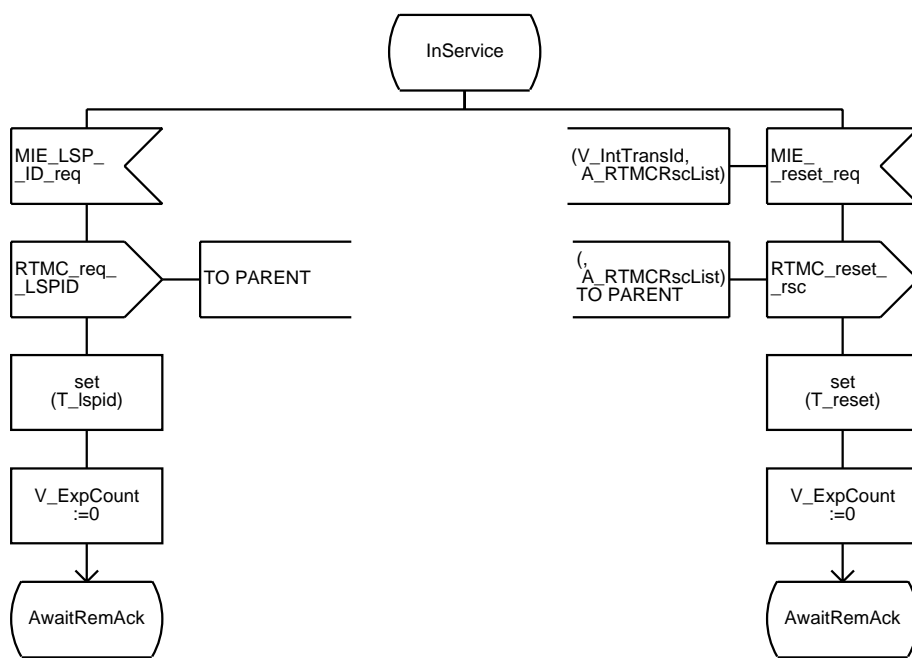 InService
MIE_LSP_
_ID_req
(V_IntTransId,
A_RTMCRscList)
MIE_
_reset_req
RTMC_req_
_LSPID
TO PARENT
(,
A_RTMCRscList)
TO PARENT
RTMC_reset_
_rsc
set
(T_lspid)
set
(T_reset)
V_ExpCount
:=0
V_ExpCount
:=0
AwaitRemAck
AwaitRemAck